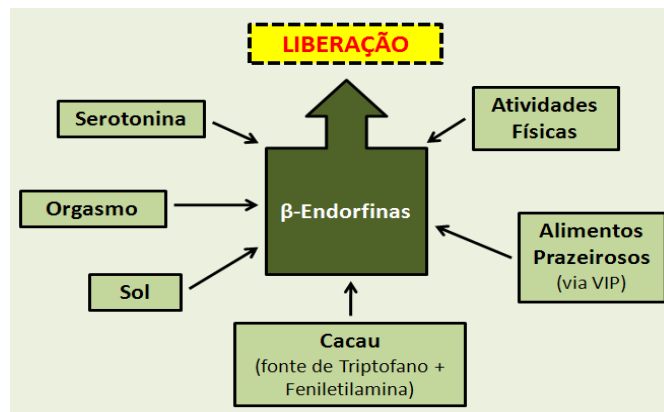 LIBERAÇÃO
Serotonina
Atividades
Físicas
Orgasmo
β-Endorfinas
Alimentos
Prazeirosos
(via VIP)
Sol
Cacau
(fonte de Triptofano +
Feniletilamina)